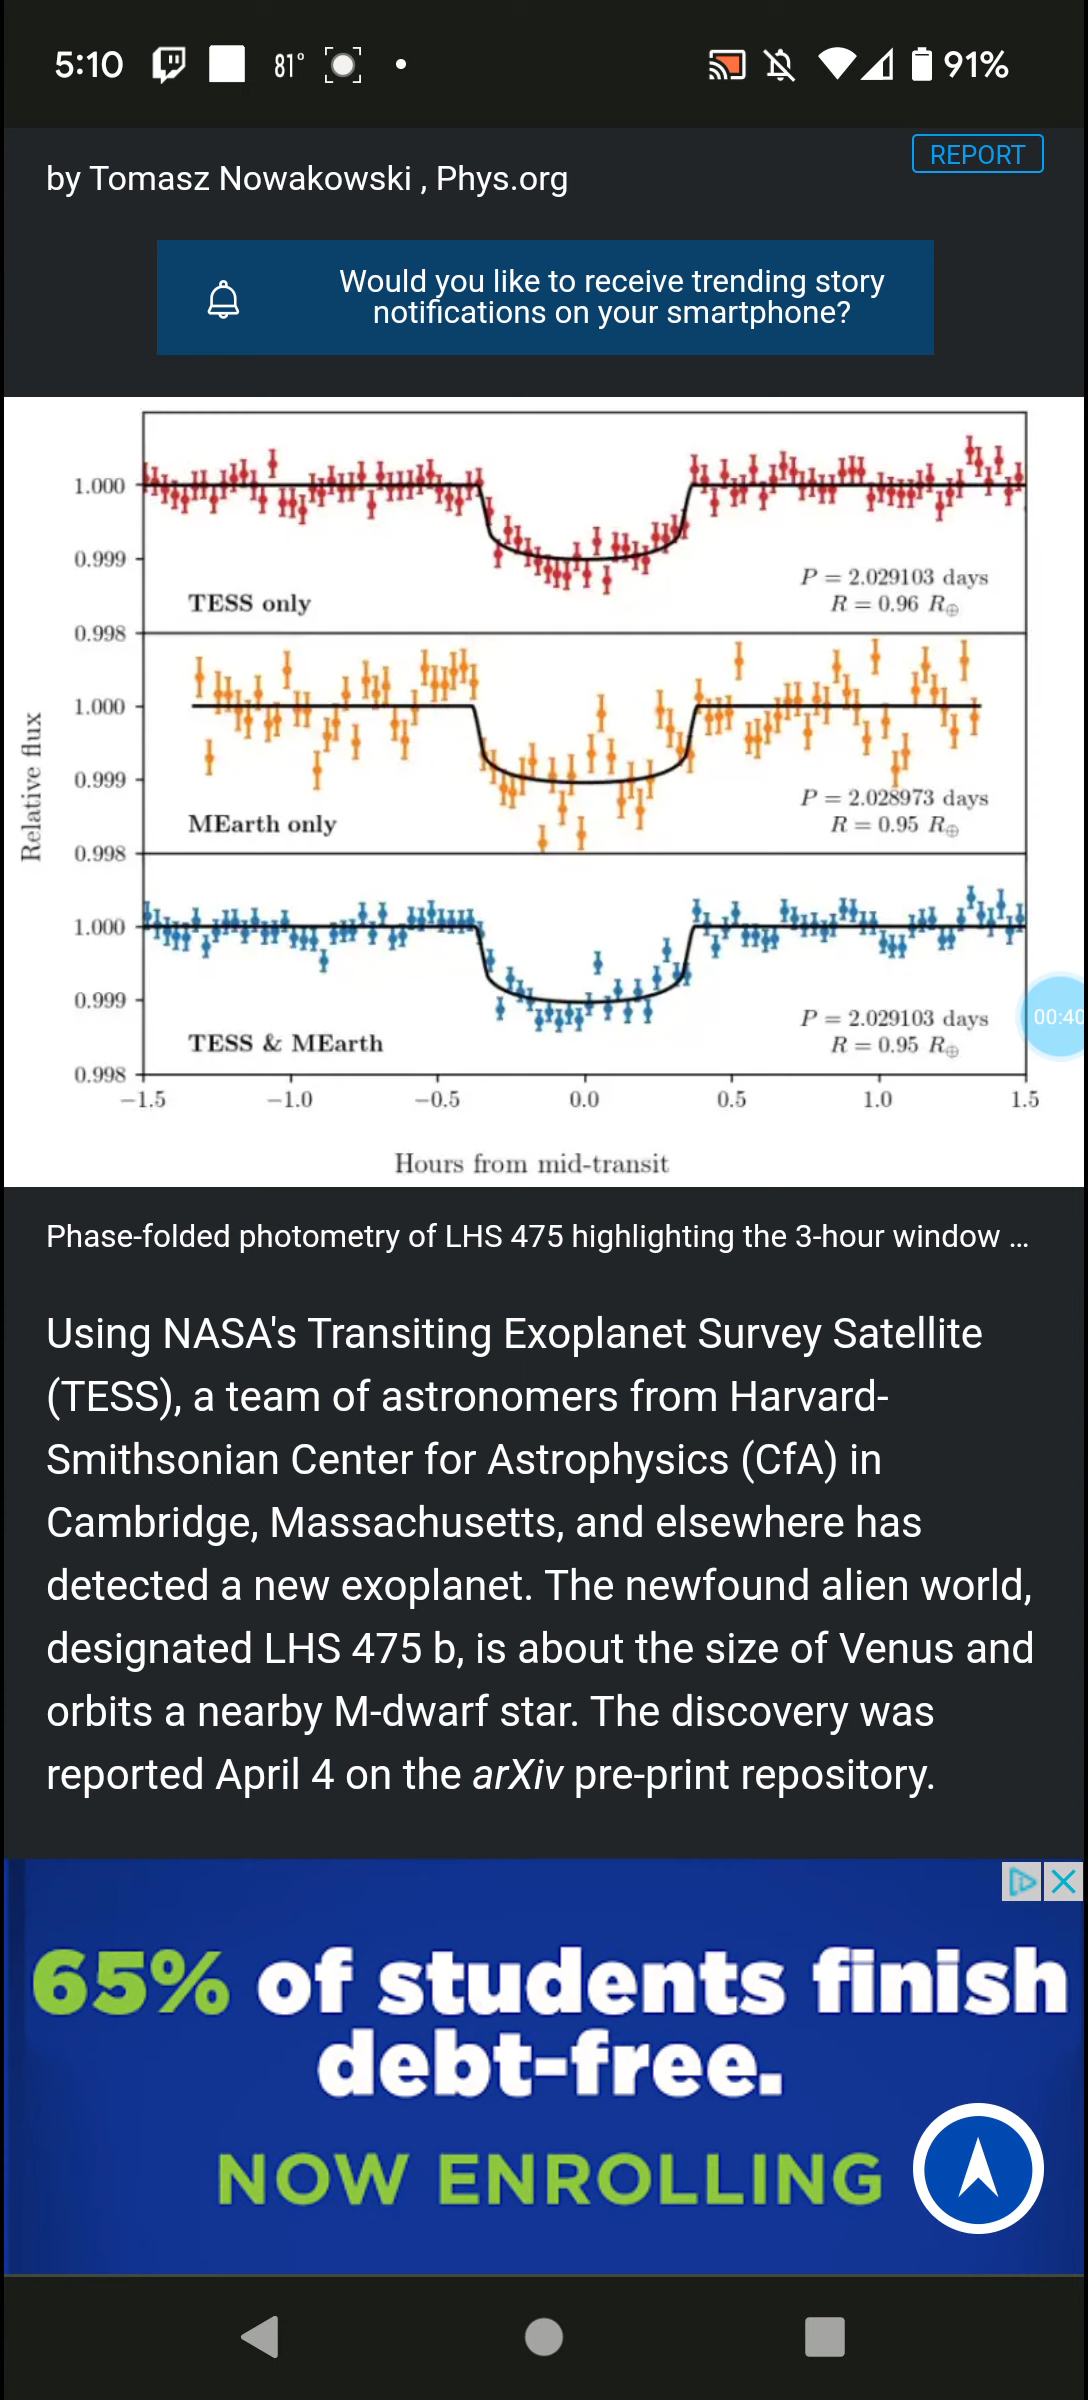 5:10 81° 91%
by Tomasz Nowakowski , Phys.org
REPORT
Would you like to receive trending story
notifications on your smartphone?
Relative flux
1.000
0.999
0.998
TESS only
P = 2.029103 days
R = 0.96 R⊕
1.000
0.999
0.998
MEarth only
P = 2.028973 days
R = 0.95 R⊕
1.000
0.999
0.998
TESS & MEarth
P = 2.029103 days
R = 0.95 R⊕
00:40
−1.5 −1.0 −0.5 0.0 0.5 1.0 1.5
Hours from mid-transit
Phase-folded photometry of LHS 475 highlighting the 3-hour window ...
Using NASA's Transiting Exoplanet Survey Satellite
(TESS), a team of astronomers from Harvard-
Smithsonian Center for Astrophysics (CfA) in
Cambridge, Massachusetts, and elsewhere has
detected a new exoplanet. The newfound alien world,
designated LHS 475 b, is about the size of Venus and
orbits a nearby M-dwarf star. The discovery was
reported April 4 on the arXiv pre-print repository.
65% of students finish
debt-free.
NOW ENROLLING